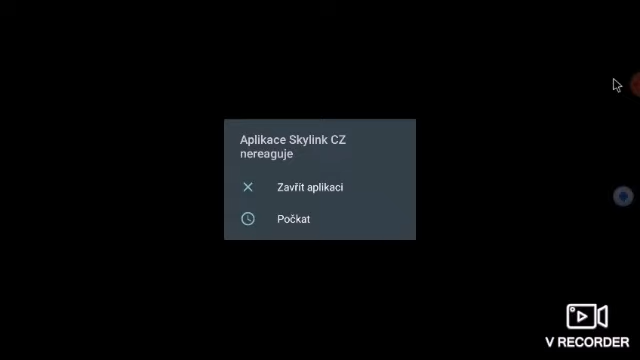 Aplikace Skylink CZ
nereaguje
Zavřít aplikaci
Počkat
V RECORDER